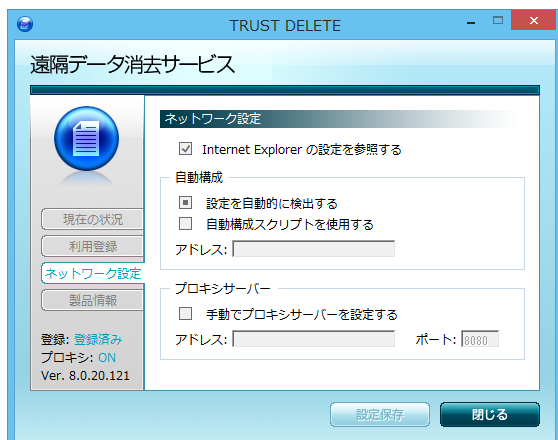 TRUST DELETE
遠隔データ消去サービス
ネットワーク設定
Internet Explorer の設定を参照する
自動構成
設定を自動的に検出する
自動構成スクリプトを使用する
アドレス:
プロキシサーバー
手動でプロキシサーバーを設定する
アドレス: ポート: 8080
現在の状況
利用登録
ネットワーク設定
製品情報
登録: 登録済み
プロキシ: ON
Ver. 8.0.20.121
設定保存 閉じる